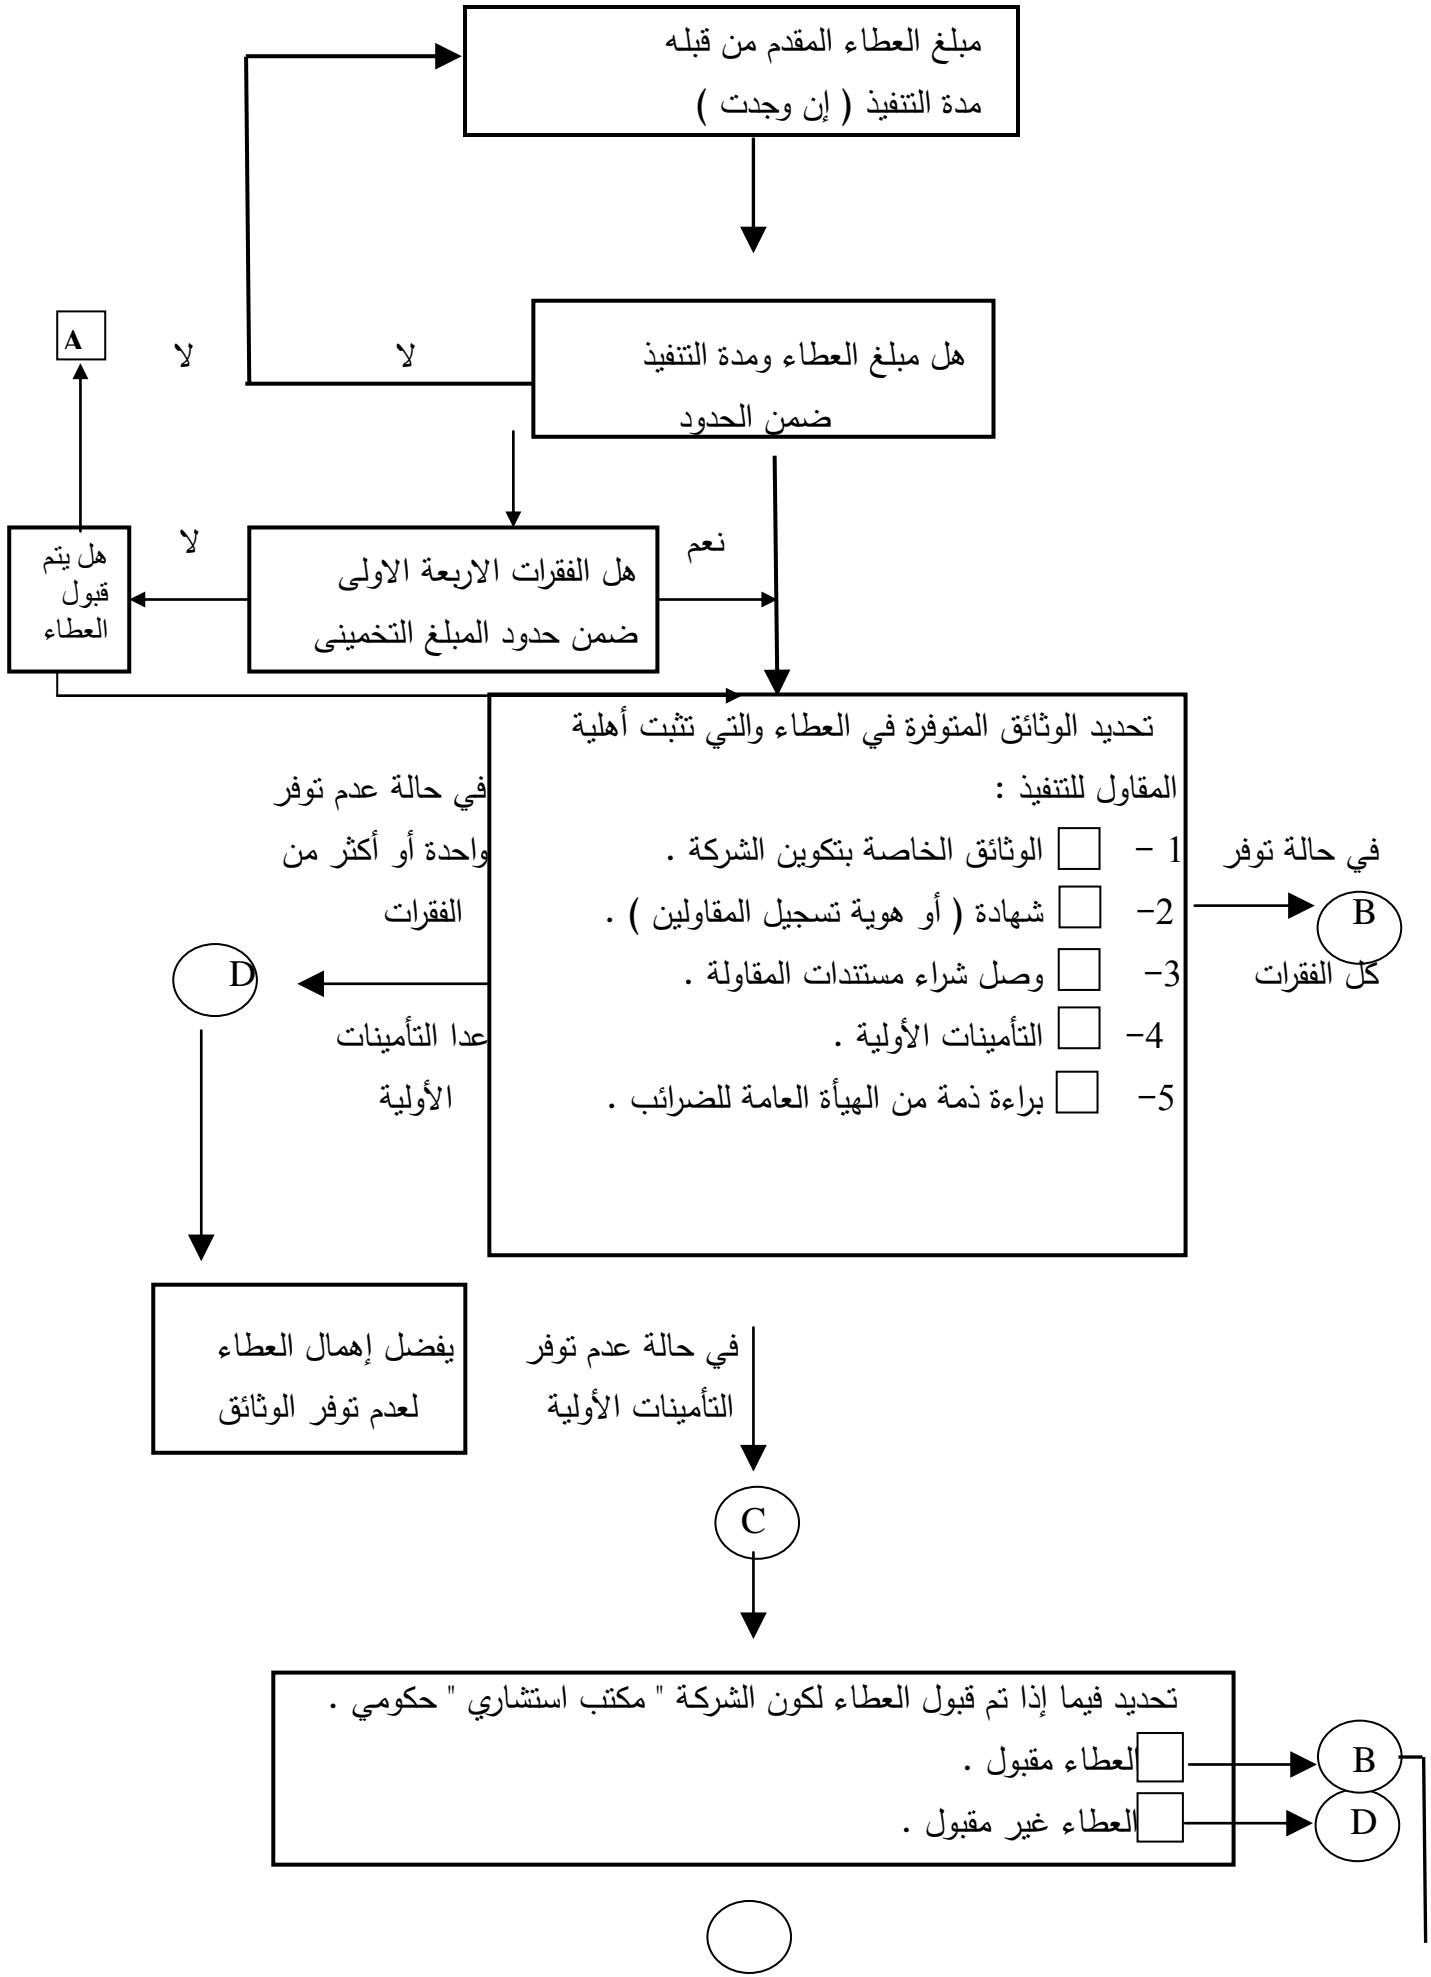 مبلغ العطاء المقدم من قبله
مدة التنفيذ ( إن وجدت )
هل مبلغ العطاء ومدة التنفيذ
ضمن الحدود
لا
لا
A
هل الفقرات الاربعة الاولى
ضمن حدود المبلغ التخمينى
نعم
لا
هل يتم
قبول
العطاء
تحديد الوثائق المتوفرة في العطاء والتي تثبت أهلية
المقاول للتنفيذ :
1 - الوثائق الخاصة بتكوين الشركة .
2- شهادة ( أو هوية تسجيل المقاولين ) .
3- وصل شراء مستندات المقاولة .
4- التأمينات الأولية .
5- براءة ذمة من الهيأة العامة للضرائب .
في حالة توفر
B
كل الفقرات
في حالة عدم توفر
واحدة أو أكثر من
الفقرات
D
عدا التأمينات
الأولية
في حالة عدم توفر
التأمينات الأولية
يفضل إهمال العطاء
لعدم توفر الوثائق
C
تحديد فيما إذا تم قبول العطاء لكون الشركة " مكتب استشاري " حكومي .
العطاء مقبول .
B
العطاء غير مقبول .
D